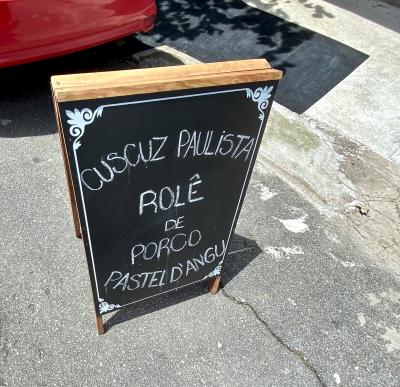 CUSCUZ PAULISTA
ROLÊ
DE
PORCO
PASTEL D'ANGU